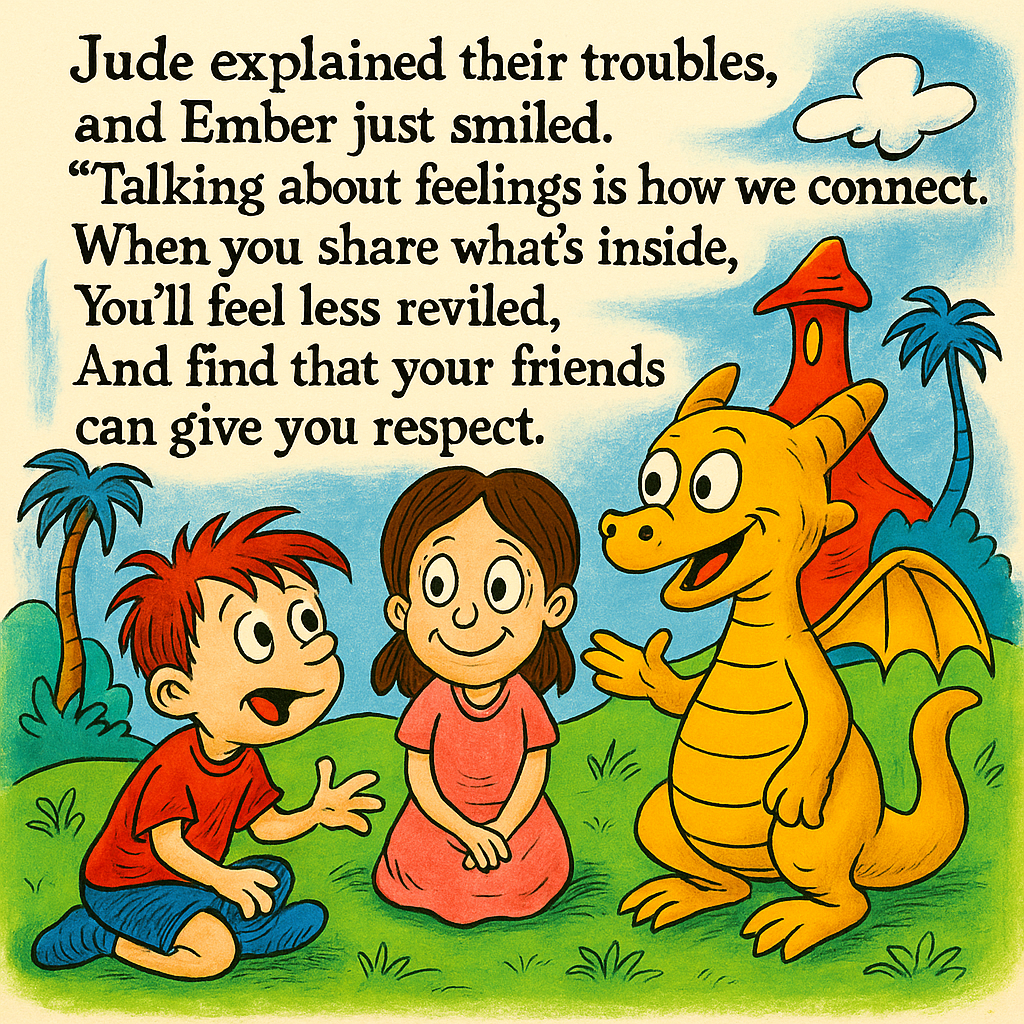 Jude explained their troubles,
and Ember just smiled.
“Talking about feelings is how we connect.
When you share what's inside,
You'll feel less reviled,
And find that your friends
can give you respect.